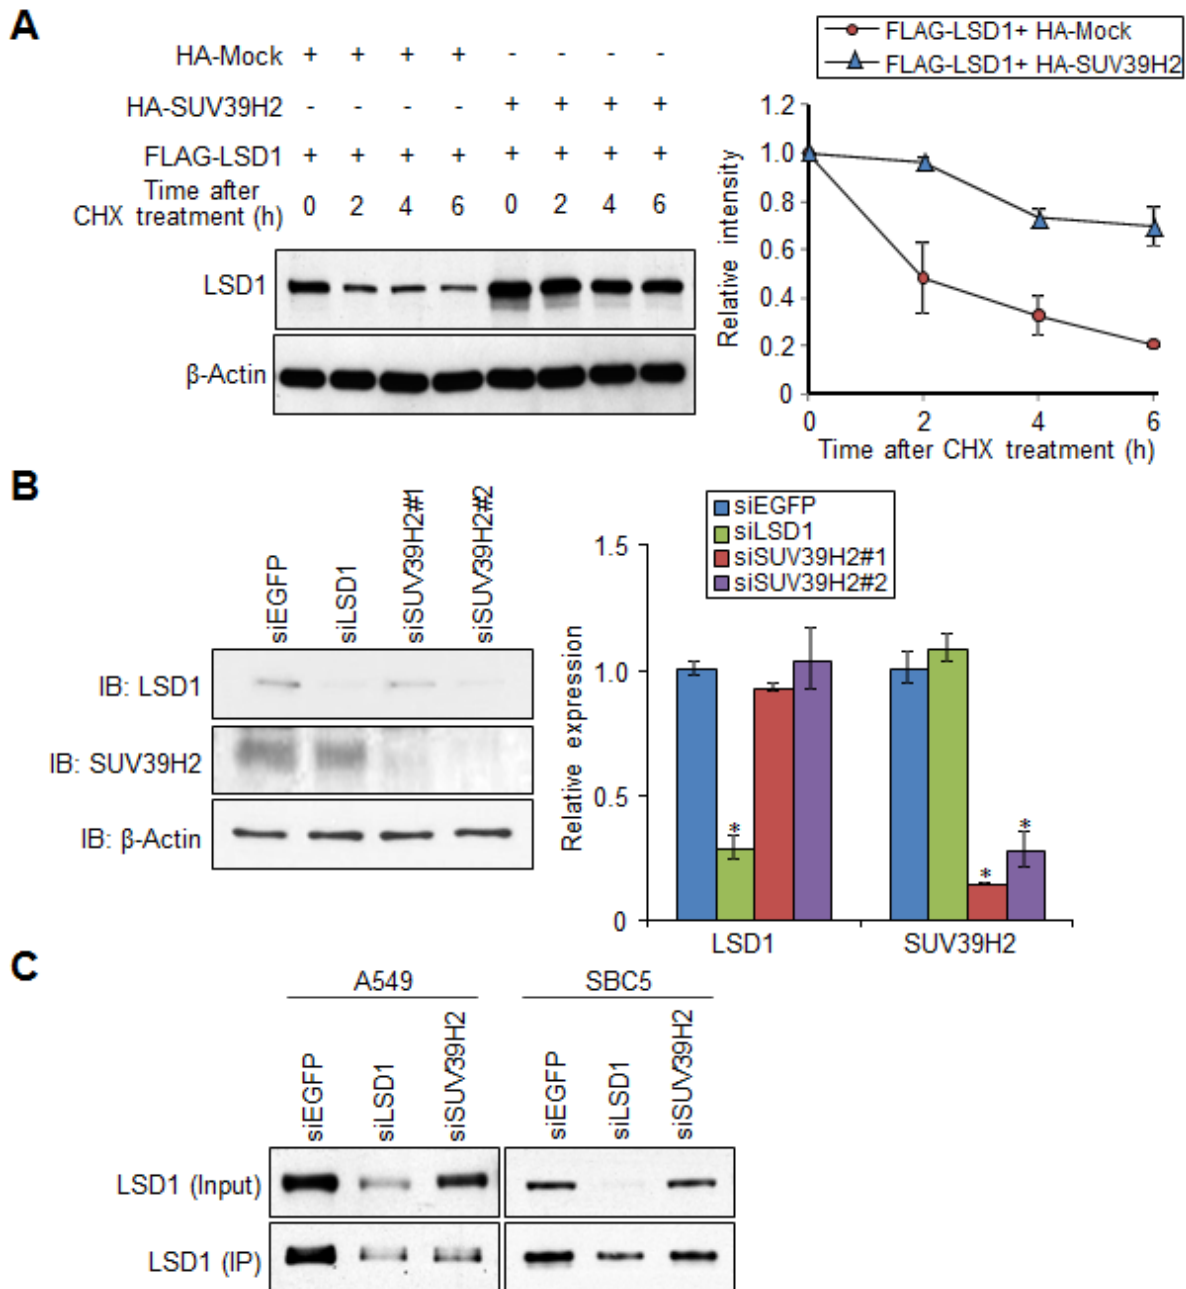 A
HA-Mock + + + + - - - -
HA-SUV39H2 - - - - + + + +
FLAG-LSD1 + + + + + + + +
Time after
CHX treatment (h) 0 2 4 6 0 2 4 6
LSD1
β-Actin
FLAG-LSD1+ HA-Mock
FLAG-LSD1+ HA-SUV39H2
Relative intensity
1.2
1.0
0.8
0.6
0.4
0.2
0
0 2 4 6
Time after CHX treatment (h)
B
siEGFP siLSD1 siSUV39H2#1 siSUV39H2#2
IB: LSD1
IB: SUV39H2
IB: β-Actin
siEGFP
siLSD1
siSUV39H2#1
siSUV39H2#2
Relative expression
1.5
1.0
0.5
0
* * *
LSD1 SUV39H2
C
A549 SBC5
siEGFP siLSD1 siSUV39H2 siEGFP siLSD1 siSUV39H2
LSD1 (Input)
LSD1 (IP)